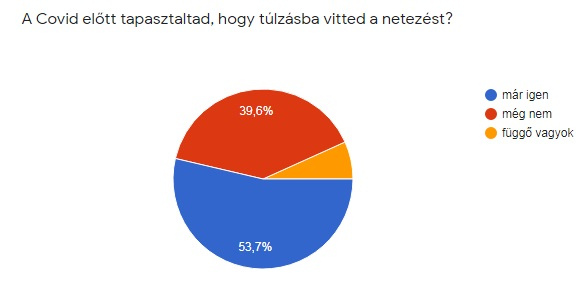 A Covid előtt tapasztaltad, hogy túlzásba vitted a netezést?
39,6%
53,7%
már igen
még nem
függő vagyok